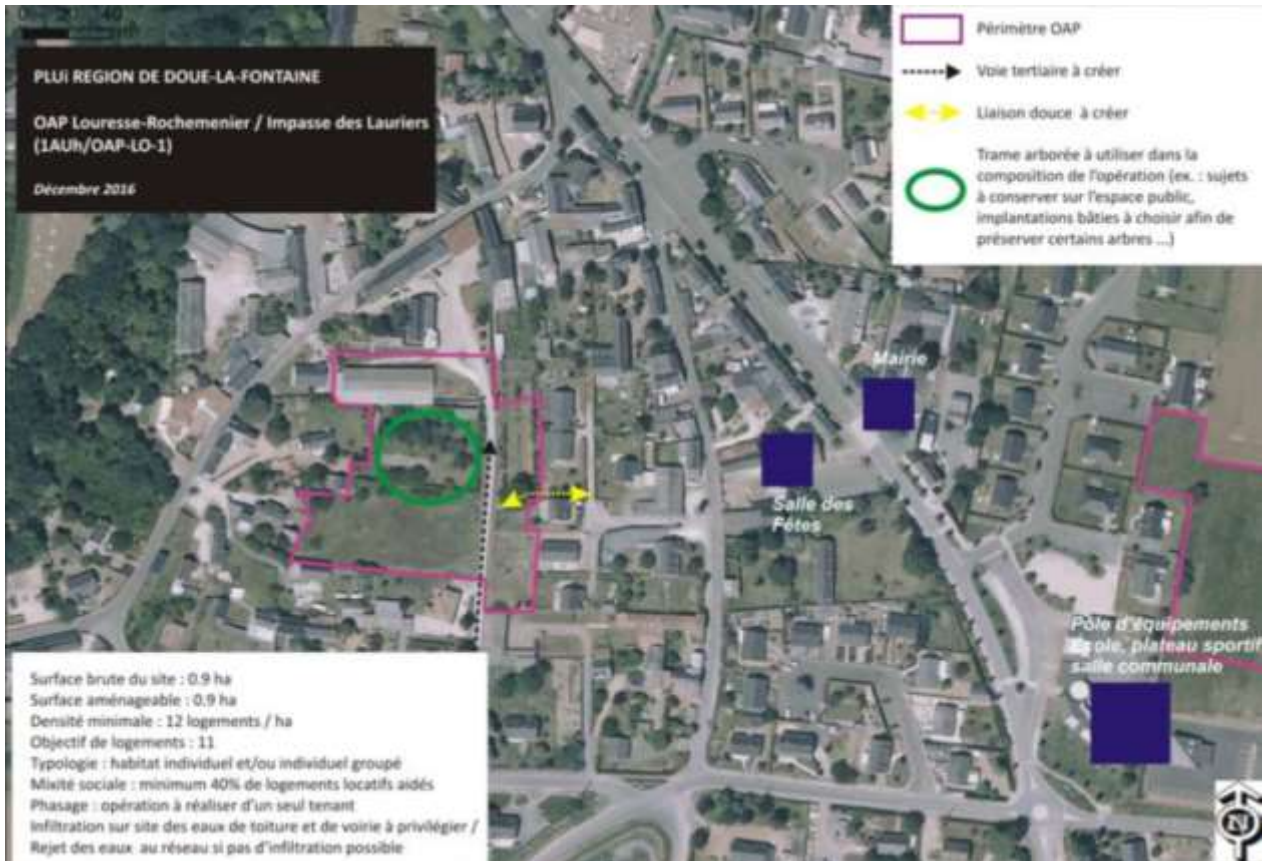 0 20 40
PLUi REGION DE DOUE-LA-FONTAINE
OAP Louresse-Rochemenier / Impasse des Lauriers
(1AUh/OAP-LO-1)
Décembre 2016
Périmètre OAP
Voie tertiaire à créer
Liaison douce à créer
Trame arborée à utiliser dans la
composition de l'opération (ex. : sujets
à conserver sur l'espace public,
implantations bâties à choisir afin de
préserver certains arbres ...)
Mairie
Salle des
Fêtes
Pôle d'équipements
Ecole, plateau sportif
salle communale
Surface brute du site : 0.9 ha
Surface aménageable : 0.9 ha
Densité minimale : 12 logements / ha
Objectif de logements : 11
Typologie : habitat individuel et/ou individuel groupé
Mixité sociale : minimum 40% de logements locatifs aidés
Phasage : opération à réaliser d'un seul tenant
Infiltration sur site des eaux de toiture et de voirie à privilégier /
Rejet des eaux au réseau si pas d'infiltration possible
N